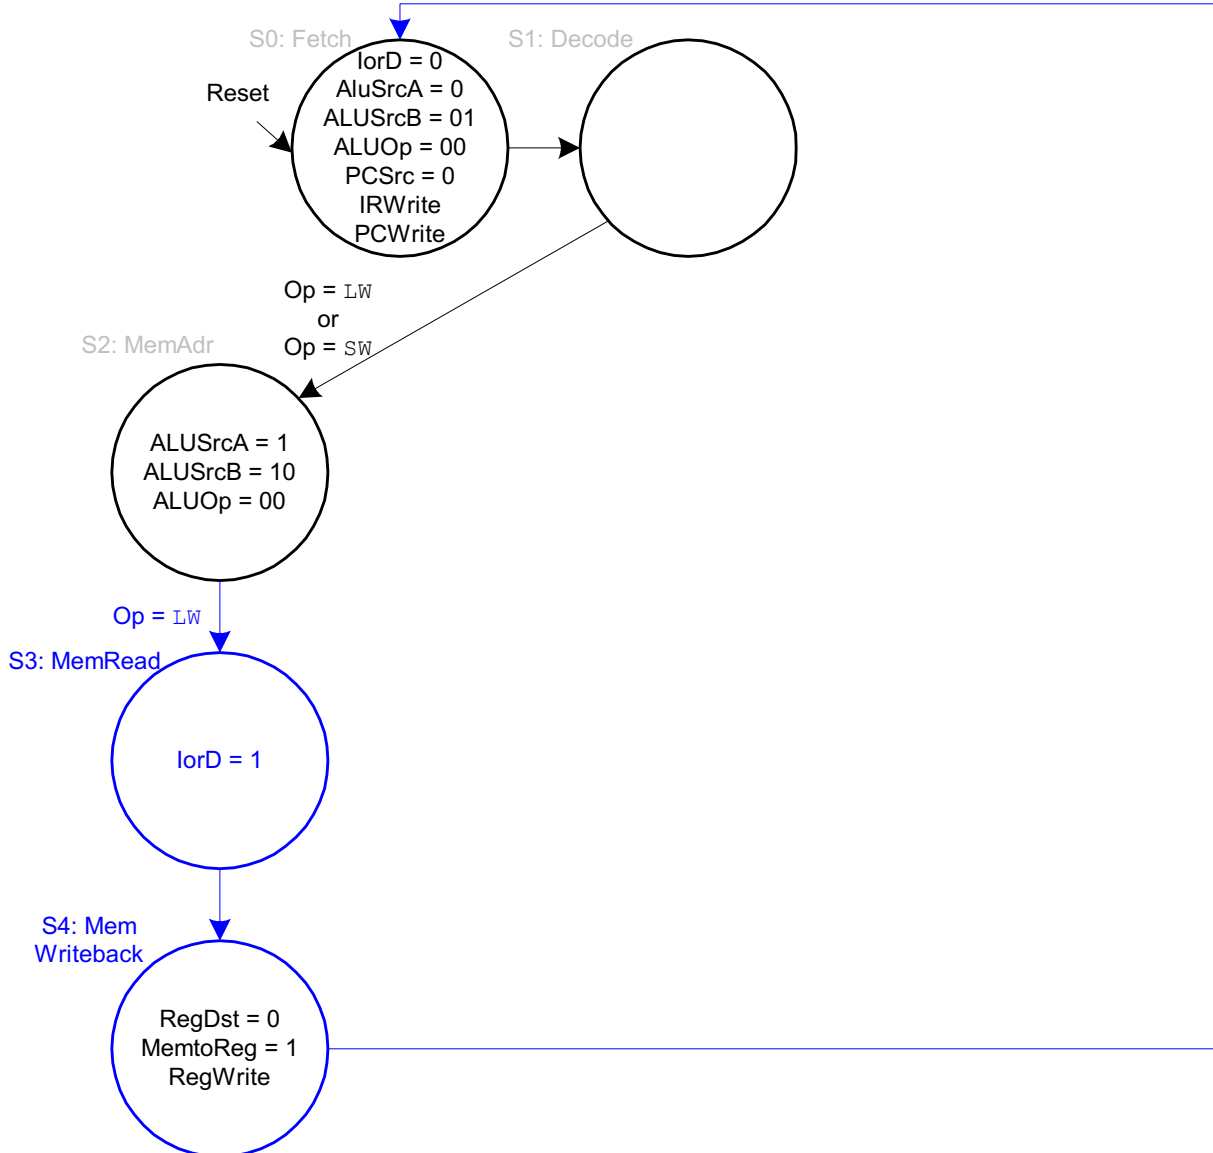 S0: Fetch
S1: Decode
Reset
IorD = 0
AluSrcA = 0
ALUSrcB = 01
ALUOp = 00
PCSrc = 0
IRWrite
PCWrite
Op = LW
or
Op = SW
S2: MemAdr
ALUSrcA = 1
ALUSrcB = 10
ALUOp = 00
Op = LW
S3: MemRead
IorD = 1
S4: Mem
Writeback
RegDst = 0
MemtoReg = 1
RegWrite